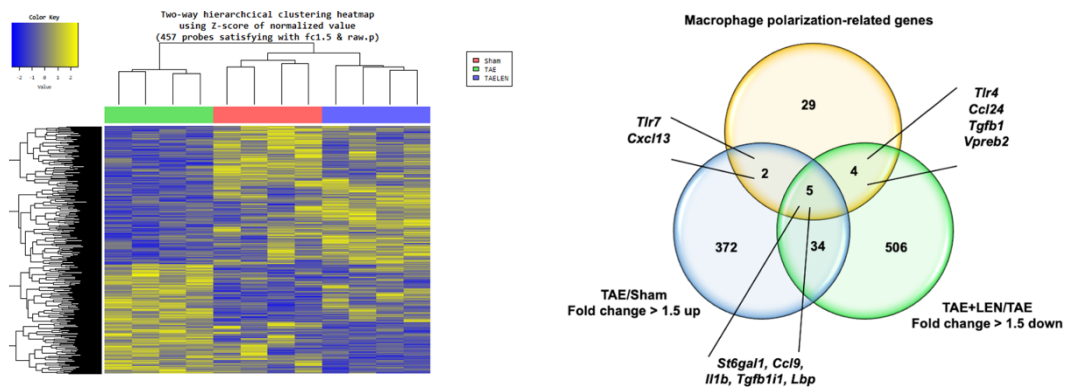 Color Key
-2 -1 0 1 2
Value
Two-way hierarchcical clustering heatmap
using Z-score of normalized value
(457 probes satisfying with fc1.5 & raw.p)
Sham
TAE
TAELEN
Macrophage polarization-related genes
29
Tlr7
Cxcl13
Tlr4
Ccl24
Tgfb1
Vpreb2
2
4
5
372
34
506
TAE/Sham
Fold change > 1.5 up
TAE+LEN/TAE
Fold change > 1.5 down
St6gal1, Ccl9,
Il1b, Tgfb1i1, Lbp